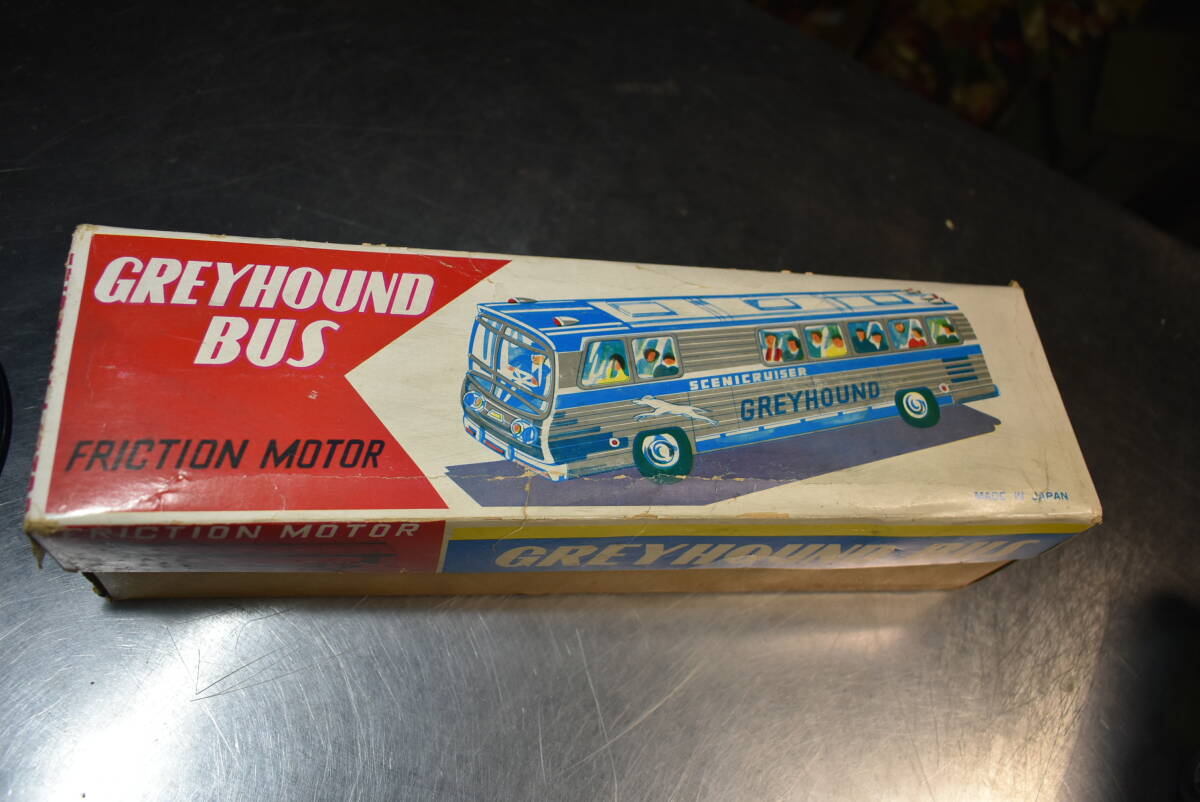 GREYHOUND
BUS
FRICTION MOTOR
SCENICRUISER
GREYHOUND
MADE IN JAPAN
FRICTION MOTOR
GREYHOUND BUS